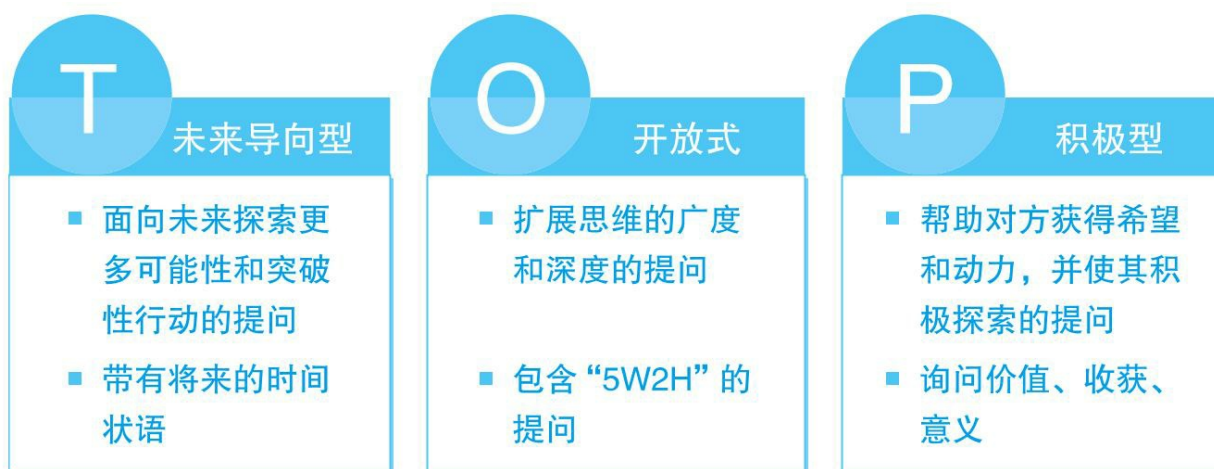 T
未来导向型
面向未来探索更
多可能性和突破
性行动的提问
带有将来的时间
状语
O
开放式
扩展思维的广度
和深度的提问
包含“5W2H”的
提问
P
积极型
帮助对方获得希望
和动力，并使其积
极探索的提问
询问价值、收获、
意义